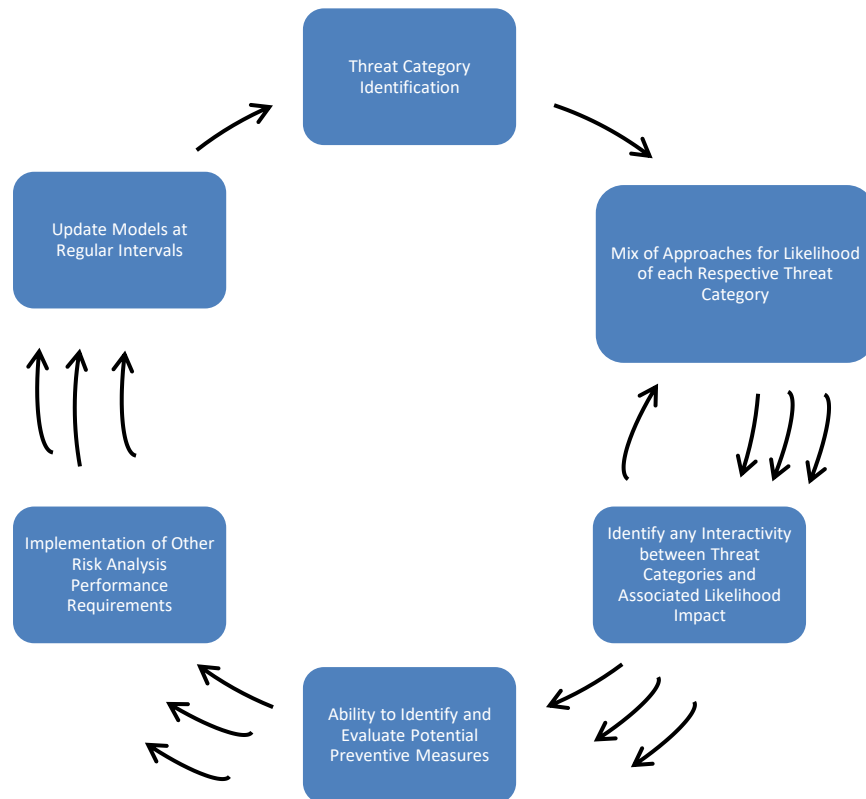 Threat Category
Identification
Mix of Approaches for Likelihood
of each Respective Threat
Category
Identify any Interactivity
between Threat
Categories and
Associated Likelihood
Impact
Ability to Identify and
Evaluate Potential
Preventive Measures
Implementation of Other
Risk Analysis
Performance
Requirements
Update Models at
Regular Intervals